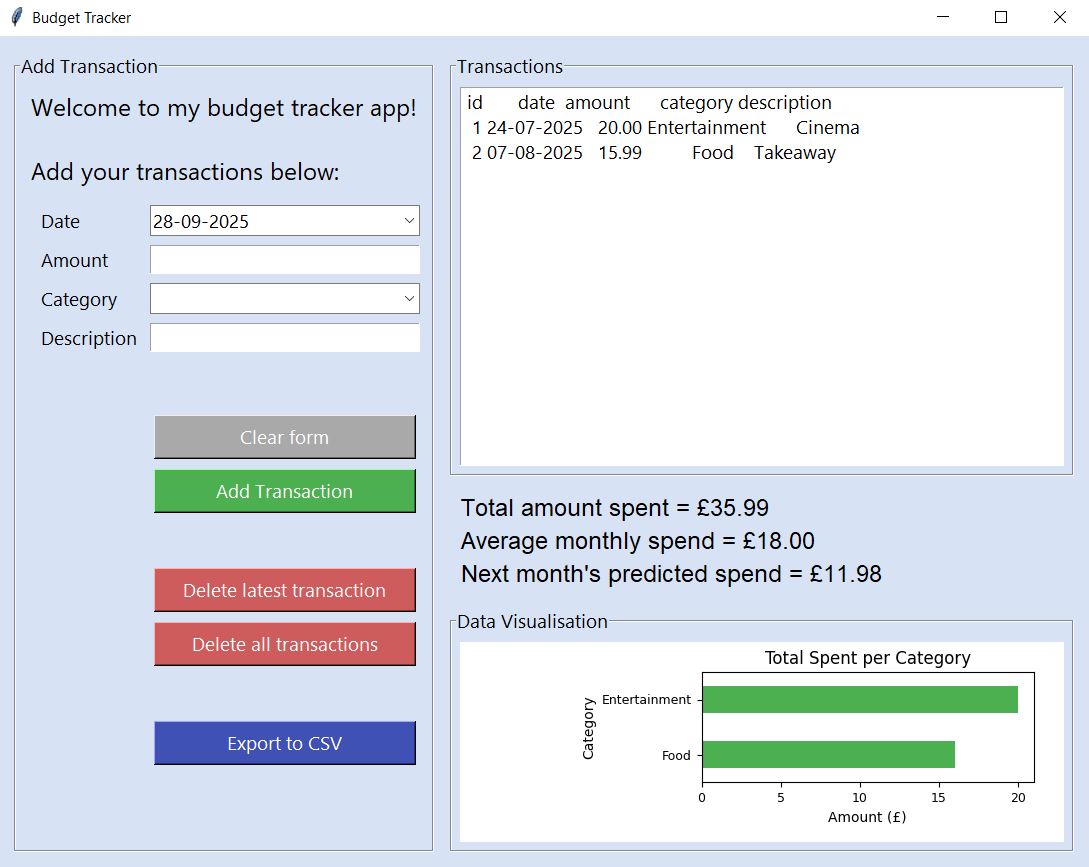 Budget Tracker
Add Transaction
Welcome to my budget tracker app!
Add your transactions below:
Date 28-09-2025
Amount
Category
Description
Clear form
Add Transaction
Delete latest transaction
Delete all transactions
Export to CSV
Transactions
id date amount category description
1 24-07-2025 20.00 Entertainment Cinema
2 07-08-2025 15.99 Food Takeaway
Total amount spent = £35.99
Average monthly spend = £18.00
Next month's predicted spend = £11.98
Data Visualisation
Total Spent per Category
Category
Entertainment
Food
0 5 10 15 20
Amount (£)